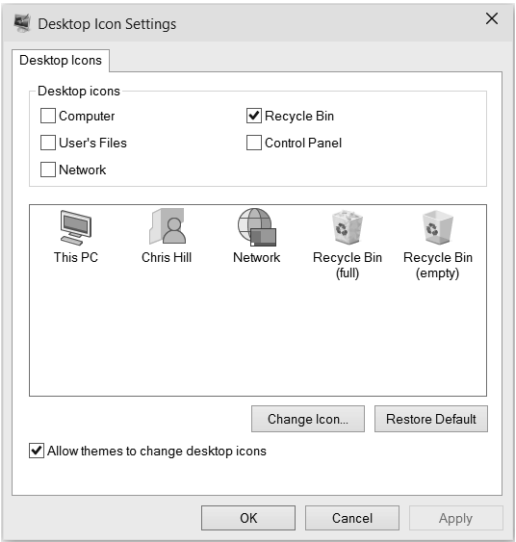 Desktop Icon Settings
Desktop Icons
Desktop icons
Computer
Recycle Bin
User's Files
Control Panel
Network
This PC
Chris Hill
Network
Recycle Bin
(full)
Recycle Bin
(empty)
Change Icon...
Restore Default
Allow themes to change desktop icons
OK
Cancel
Apply